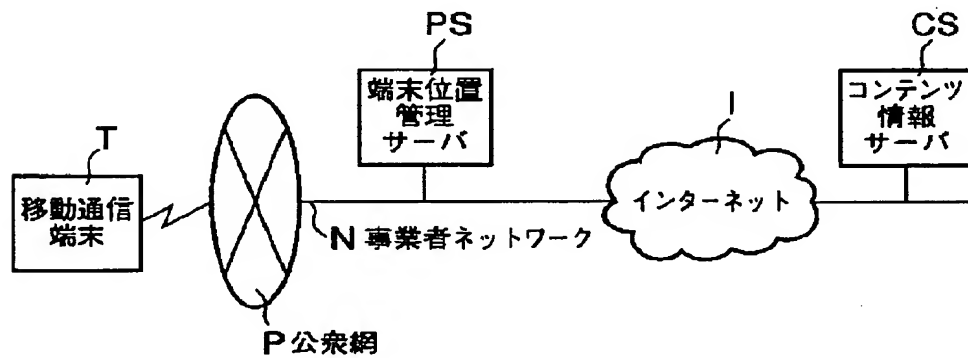 PS
CS
端末位置
管理
サーバ
コンテンツ
情報
サーバ
I
T
移動通信
端末
インターネット
N 事業者ネットワーク
P 公衆網